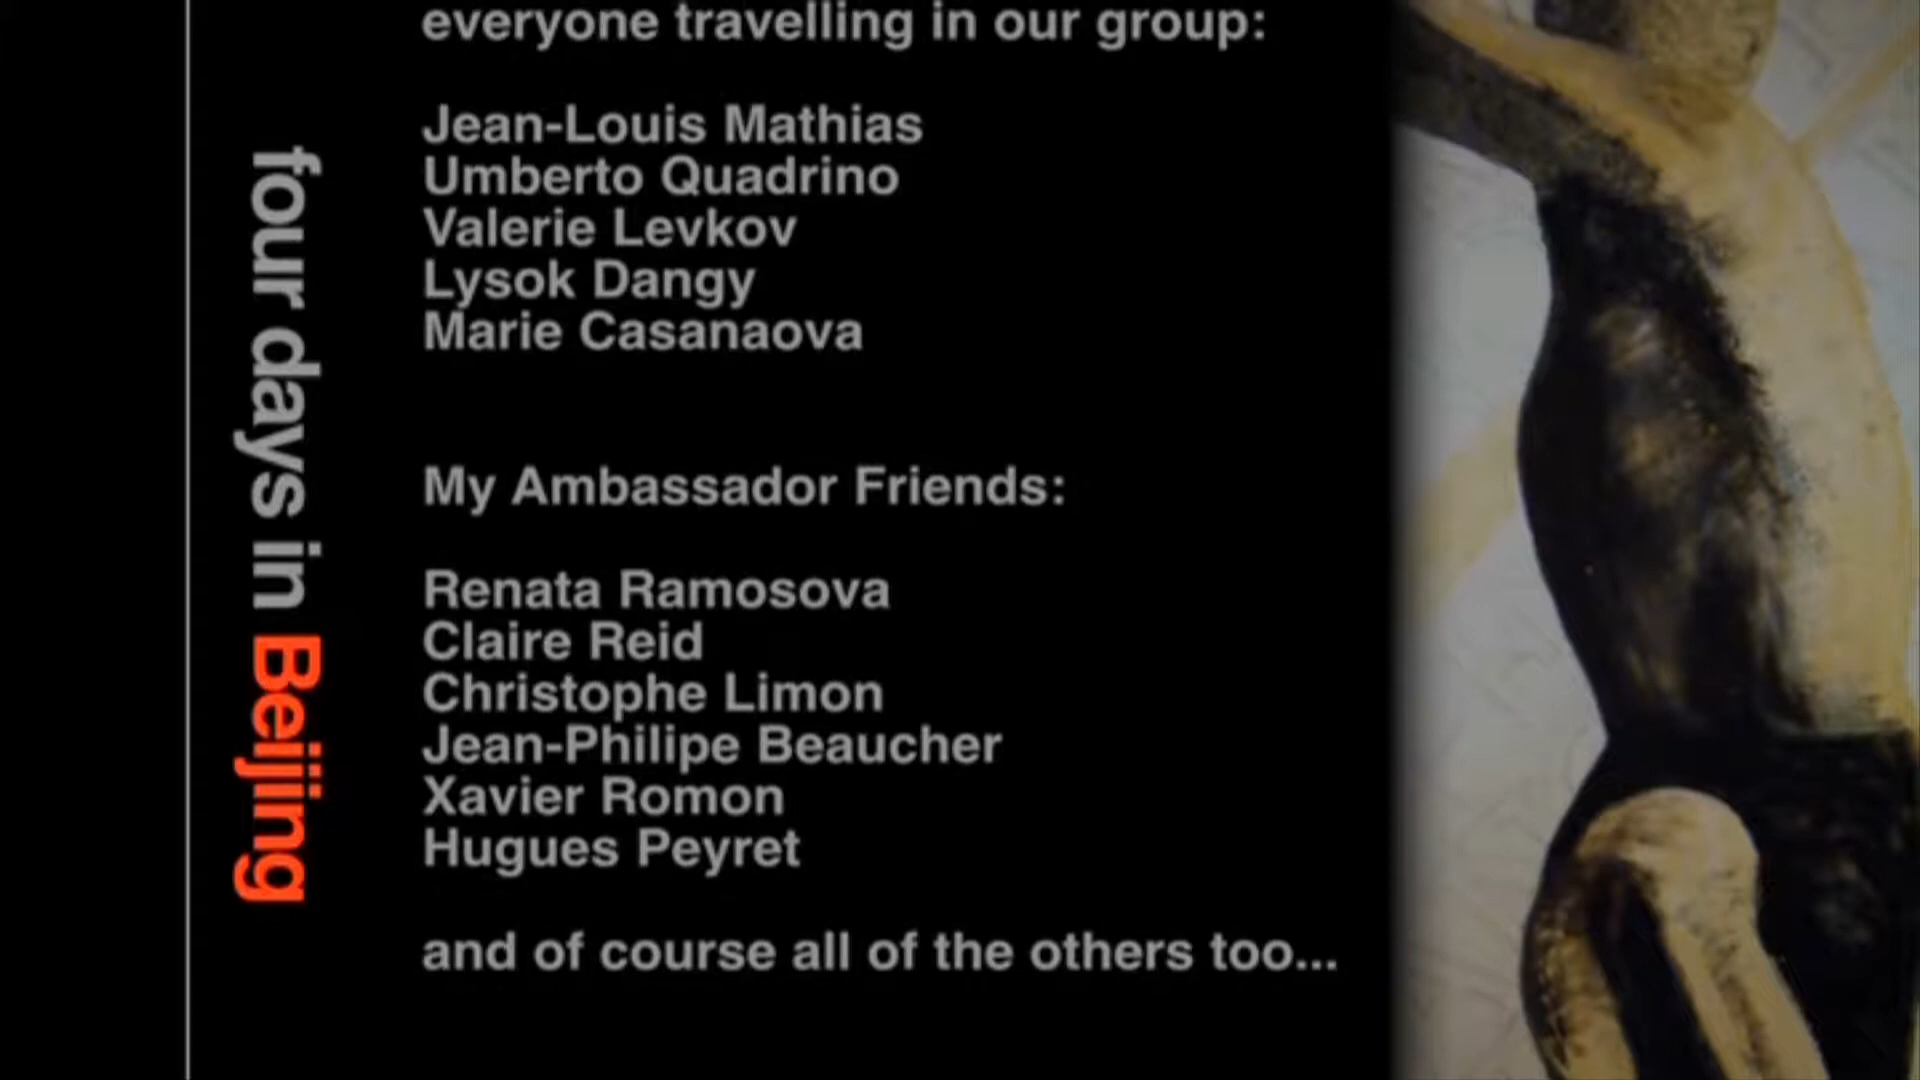 everyone travelling in our group:
Jean-Louis Mathias
Umberto Quadrino
Valerie Levkov
Lysok Dangy
Marie Casanaova
My Ambassador Friends:
Renata Ramosova
Claire Reid
Christophe Limon
Jean-Philipe Beaucher
Xavier Romon
Hugues Peyret
and of course all of the others too...
four days in Beijing